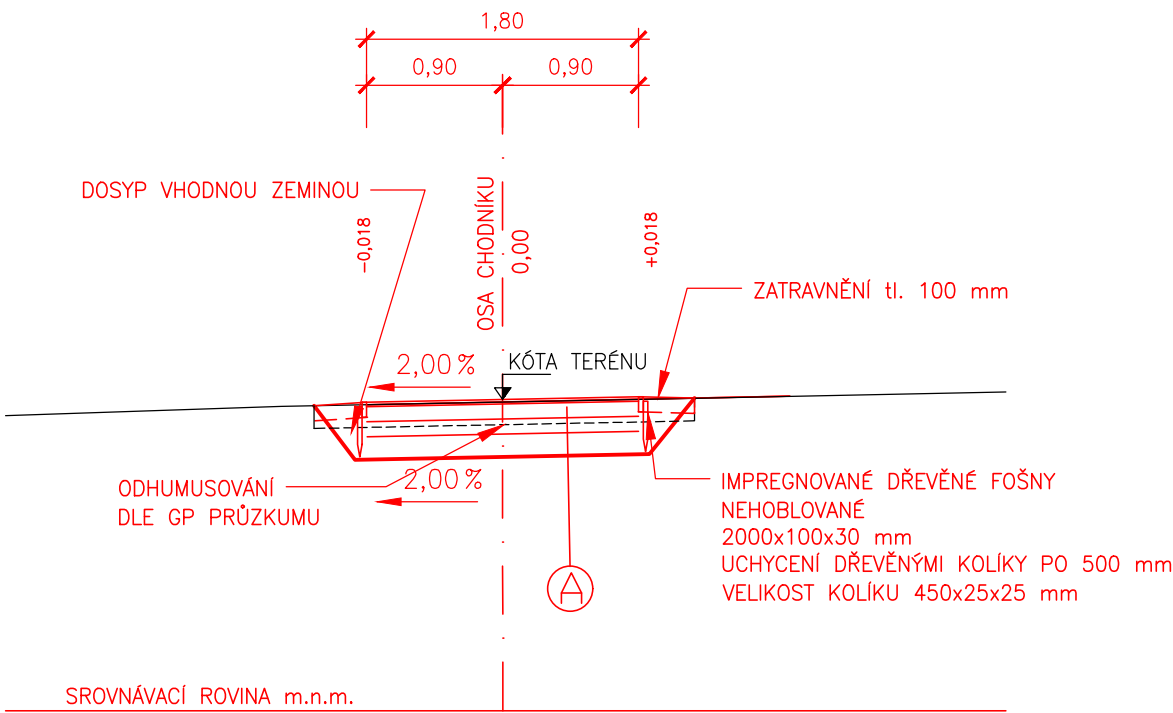 1,80
0,90
0,90
DOSYP VHODNOU ZEMINOU
-0,018
OSA CHODNÍKU
0,00
+0,018
ZATRAVNĚNÍ tl. 100 mm
2,00%
KÓTA TERÉNU
2,00%
ODHUMUSOVÁNÍ
DLE GP PRŮZKUMU
IMPREGNOVANÉ DŘEVĚNÉ FOŠNY
NEHOBLOVANÉ
2000x100x30 mm
UCHYCENÍ DŘEVĚNÝMI KOLÍKY PO 500 mm
VELIKOST KOLÍKU 450x25x25 mm
A
SROVNÁVACÍ ROVINA m.n.m.